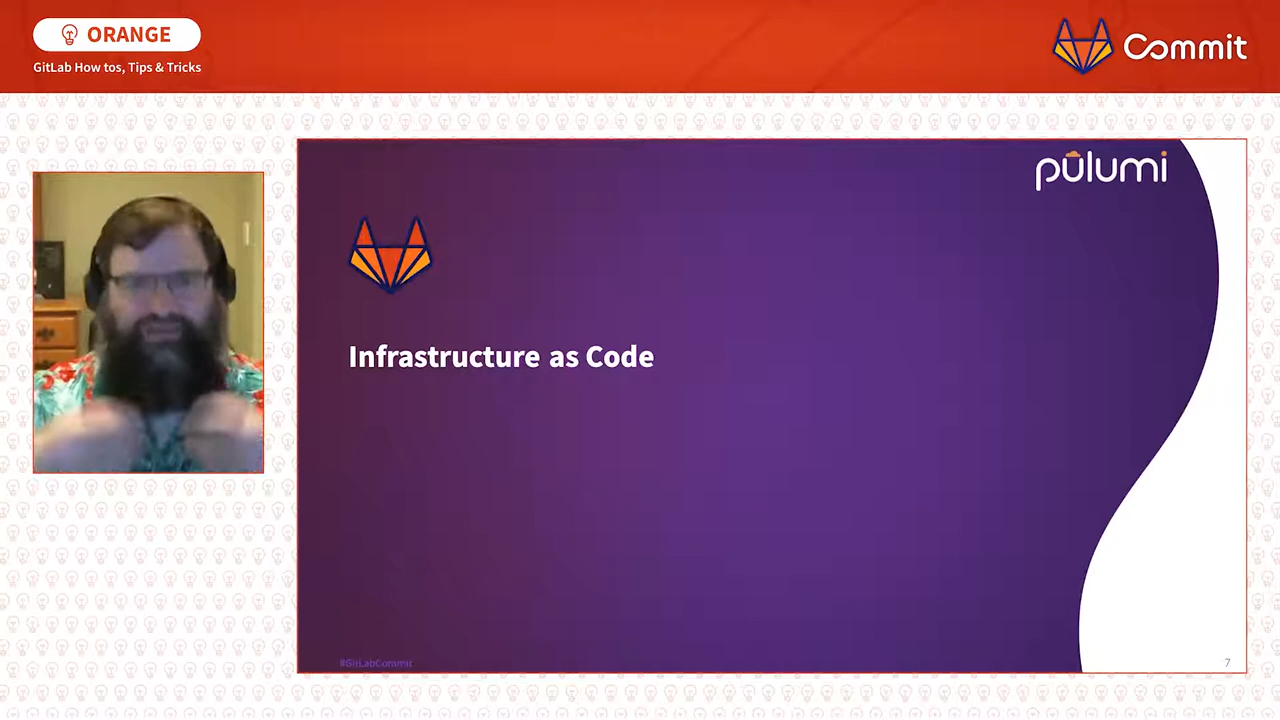 ORANGE
GitLab How tos, Tips & Tricks
Commit
pulumi
Infrastructure as Code
#GitLabCommit
7